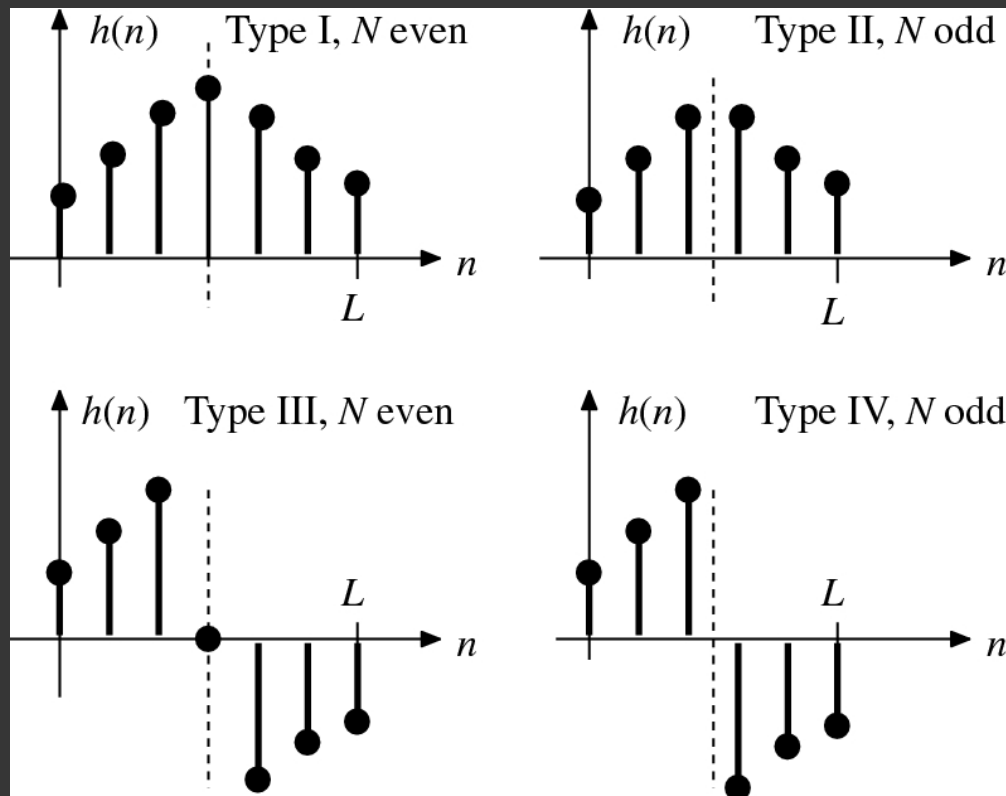 h(n) Type I, N even
n
L
h(n) Type II, N odd
n
L
h(n) Type III, N even
L
n
h(n) Type IV, N odd
L
n